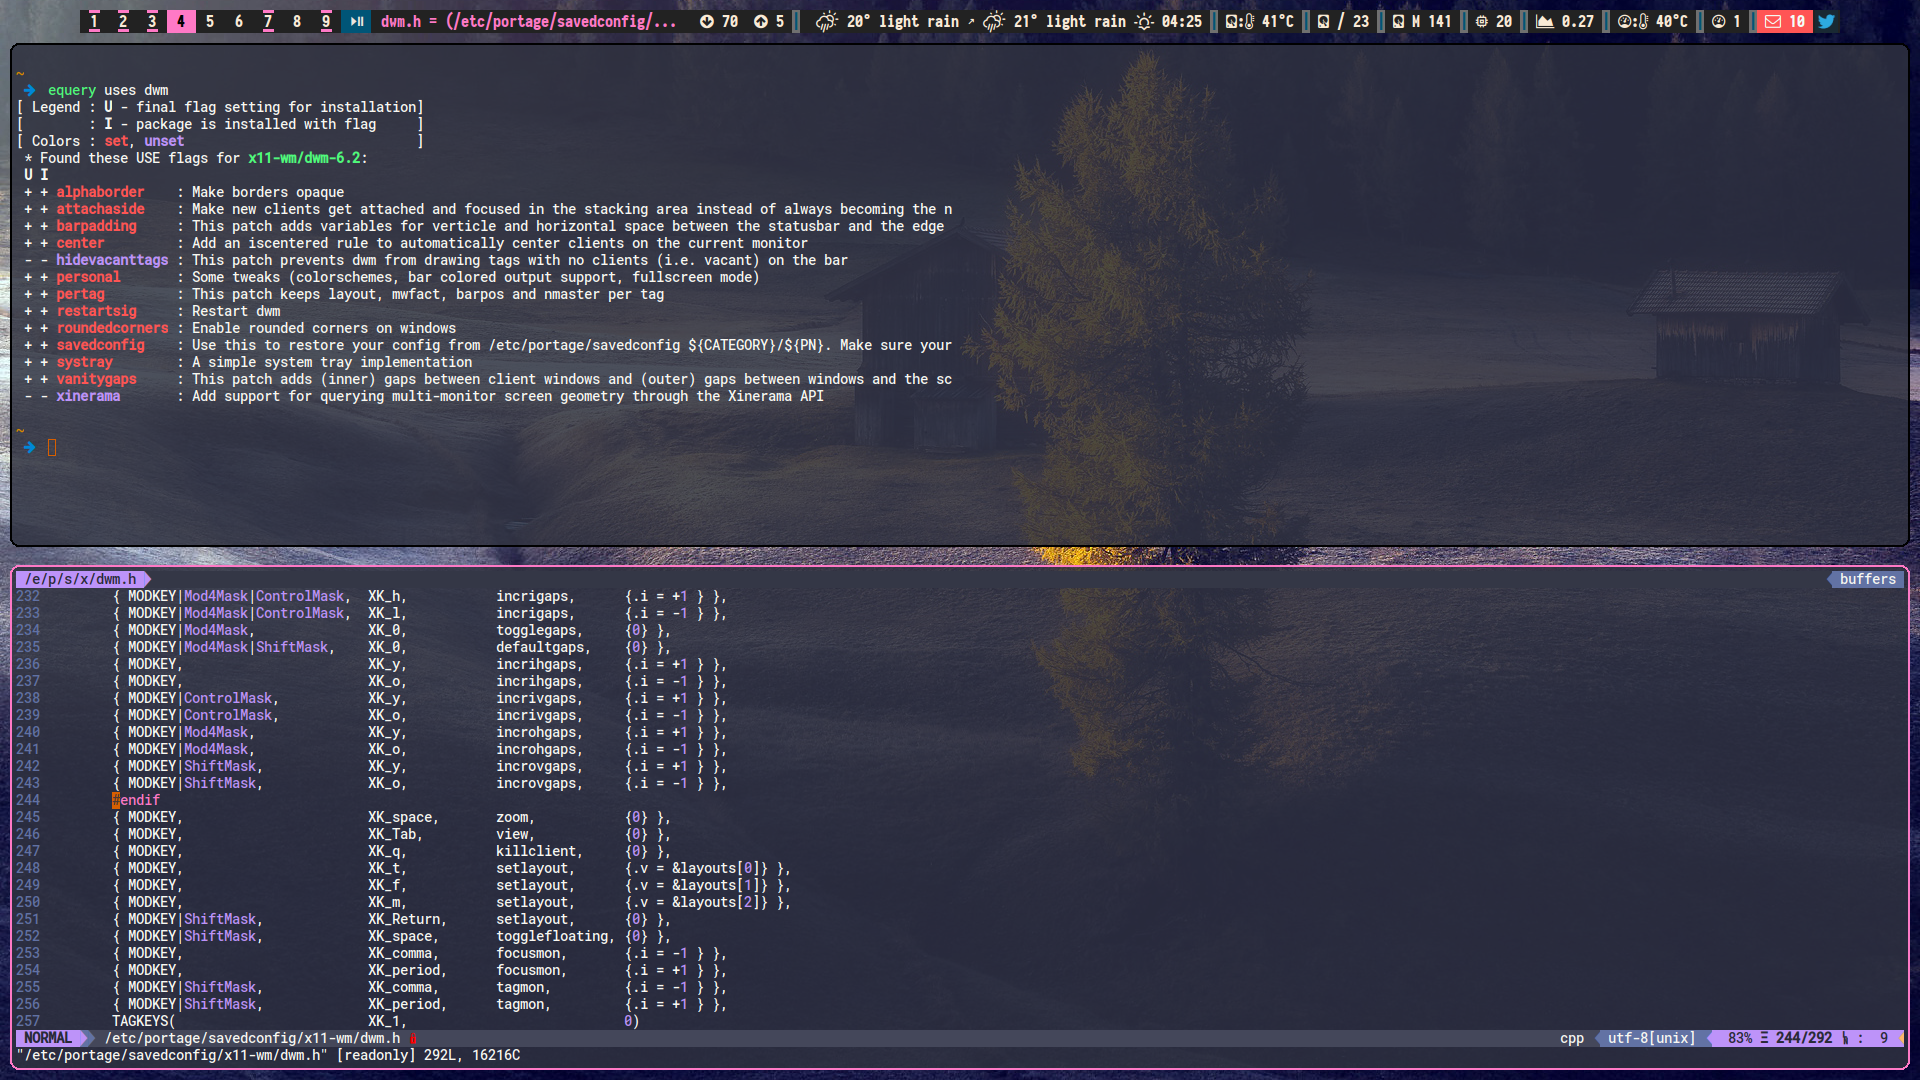 1 2 3 4 5 6 7 8 9 dwm.h = (/etc/portage/savedconfig/... 70 5 20° light rain 21° light rain 04:25 : 41°C / 23 M 141 20 0.27 : 40°C 1 10
~
equery uses dwm
[ Legend : U - final flag setting for installation]
[        : I - package is installed with flag     ]
[ Colors : set, unset                             ]
 * Found these USE flags for x11-wm/dwm-6.2:
 U I
 + + alphaborder    : Make borders opaque
 + + attachaside    : Make new clients get attached and focused in the stacking area instead of always becoming the n
 + + barpadding     : This patch adds variables for verticle and horizontal space between the statusbar and the edge
 + + center         : Add an iscentered rule to automatically center clients on the current monitor
 - - hidevacanttags : This patch prevents dwm from drawing tags with no clients (i.e. vacant) on the bar
 + + personal       : Some tweaks (colorschemes, bar colored output support, fullscreen mode)
 + + pertag         : This patch keeps layout, mwfact, barpos and nmaster per tag
 + + restartsig     : Restart dwm
 + + roundedcorners : Enable rounded corners on windows
 + + savedconfig    : Use this to restore your config from /etc/portage/savedconfig ${CATEGORY}/${PN}. Make sure your
 + + systray        : A simple system tray implementation
 + + vanitygaps     : This patch adds (inner) gaps between client windows and (outer) gaps between windows and the sc
 - - xinerama       : Add support for querying multi-monitor screen geometry through the Xinerama API
~
/e/p/s/x/dwm.h buffers
232 { MODKEY|Mod4Mask|ControlMask, XK_h, incrigaps, {.i = +1 } },
233 { MODKEY|Mod4Mask|ControlMask, XK_l, incrigaps, {.i = -1 } },
234 { MODKEY|Mod4Mask, XK_0, togglegaps, {0} },
235 { MODKEY|Mod4Mask|ShiftMask, XK_0, defaultgaps, {0} },
236 { MODKEY, XK_y, incrihgaps, {.i = +1 } },
237 { MODKEY, XK_o, incrihgaps, {.i = -1 } },
238 { MODKEY|ControlMask, XK_y, incrivgaps, {.i = +1 } },
239 { MODKEY|ControlMask, XK_o, incrivgaps, {.i = -1 } },
240 { MODKEY|Mod4Mask, XK_y, incrohgaps, {.i = +1 } },
241 { MODKEY|Mod4Mask, XK_o, incrohgaps, {.i = -1 } },
242 { MODKEY|ShiftMask, XK_y, incrovgaps, {.i = +1 } },
243 { MODKEY|ShiftMask, XK_o, incrovgaps, {.i = -1 } },
244 #endif
245 { MODKEY, XK_space, zoom, {0} },
246 { MODKEY, XK_Tab, view, {0} },
247 { MODKEY, XK_q, killclient, {0} },
248 { MODKEY, XK_t, setlayout, {.v = &layouts[0]} },
249 { MODKEY, XK_f, setlayout, {.v = &layouts[1]} },
250 { MODKEY, XK_m, setlayout, {.v = &layouts[2]} },
251 { MODKEY|ShiftMask, XK_Return, setlayout, {0} },
252 { MODKEY|ShiftMask, XK_space, togglefloating, {0} },
253 { MODKEY, XK_comma, focusmon, {.i = -1 } },
254 { MODKEY, XK_period, focusmon, {.i = +1 } },
255 { MODKEY|ShiftMask, XK_comma, tagmon, {.i = -1 } },
256 { MODKEY|ShiftMask, XK_period, tagmon, {.i = +1 } },
257 TAGKEYS( XK_1, 0)
NORMAL /etc/portage/savedconfig/x11-wm/dwm.h cpp utf-8[unix] 83% Ξ 244/292 : 9
"/etc/portage/savedconfig/x11-wm/dwm.h" [readonly] 292L, 16216C